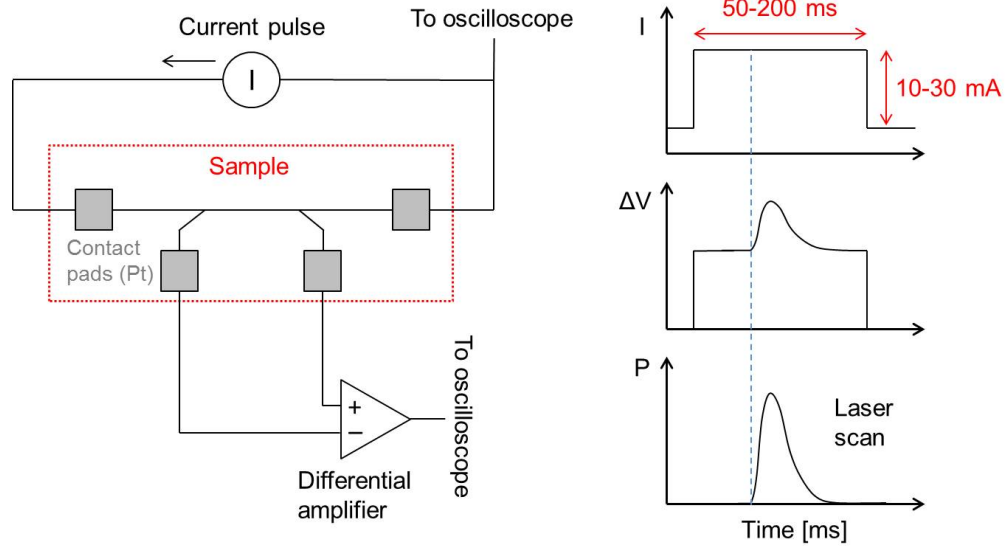 To oscilloscope
Current pulse
I
Sample
Contact
pads (Pt)
To oscilloscope
+
−
Differential
amplifier
50-200 ms
I
10-30 mA
ΔV
P
Laser
scan
Time [ms]